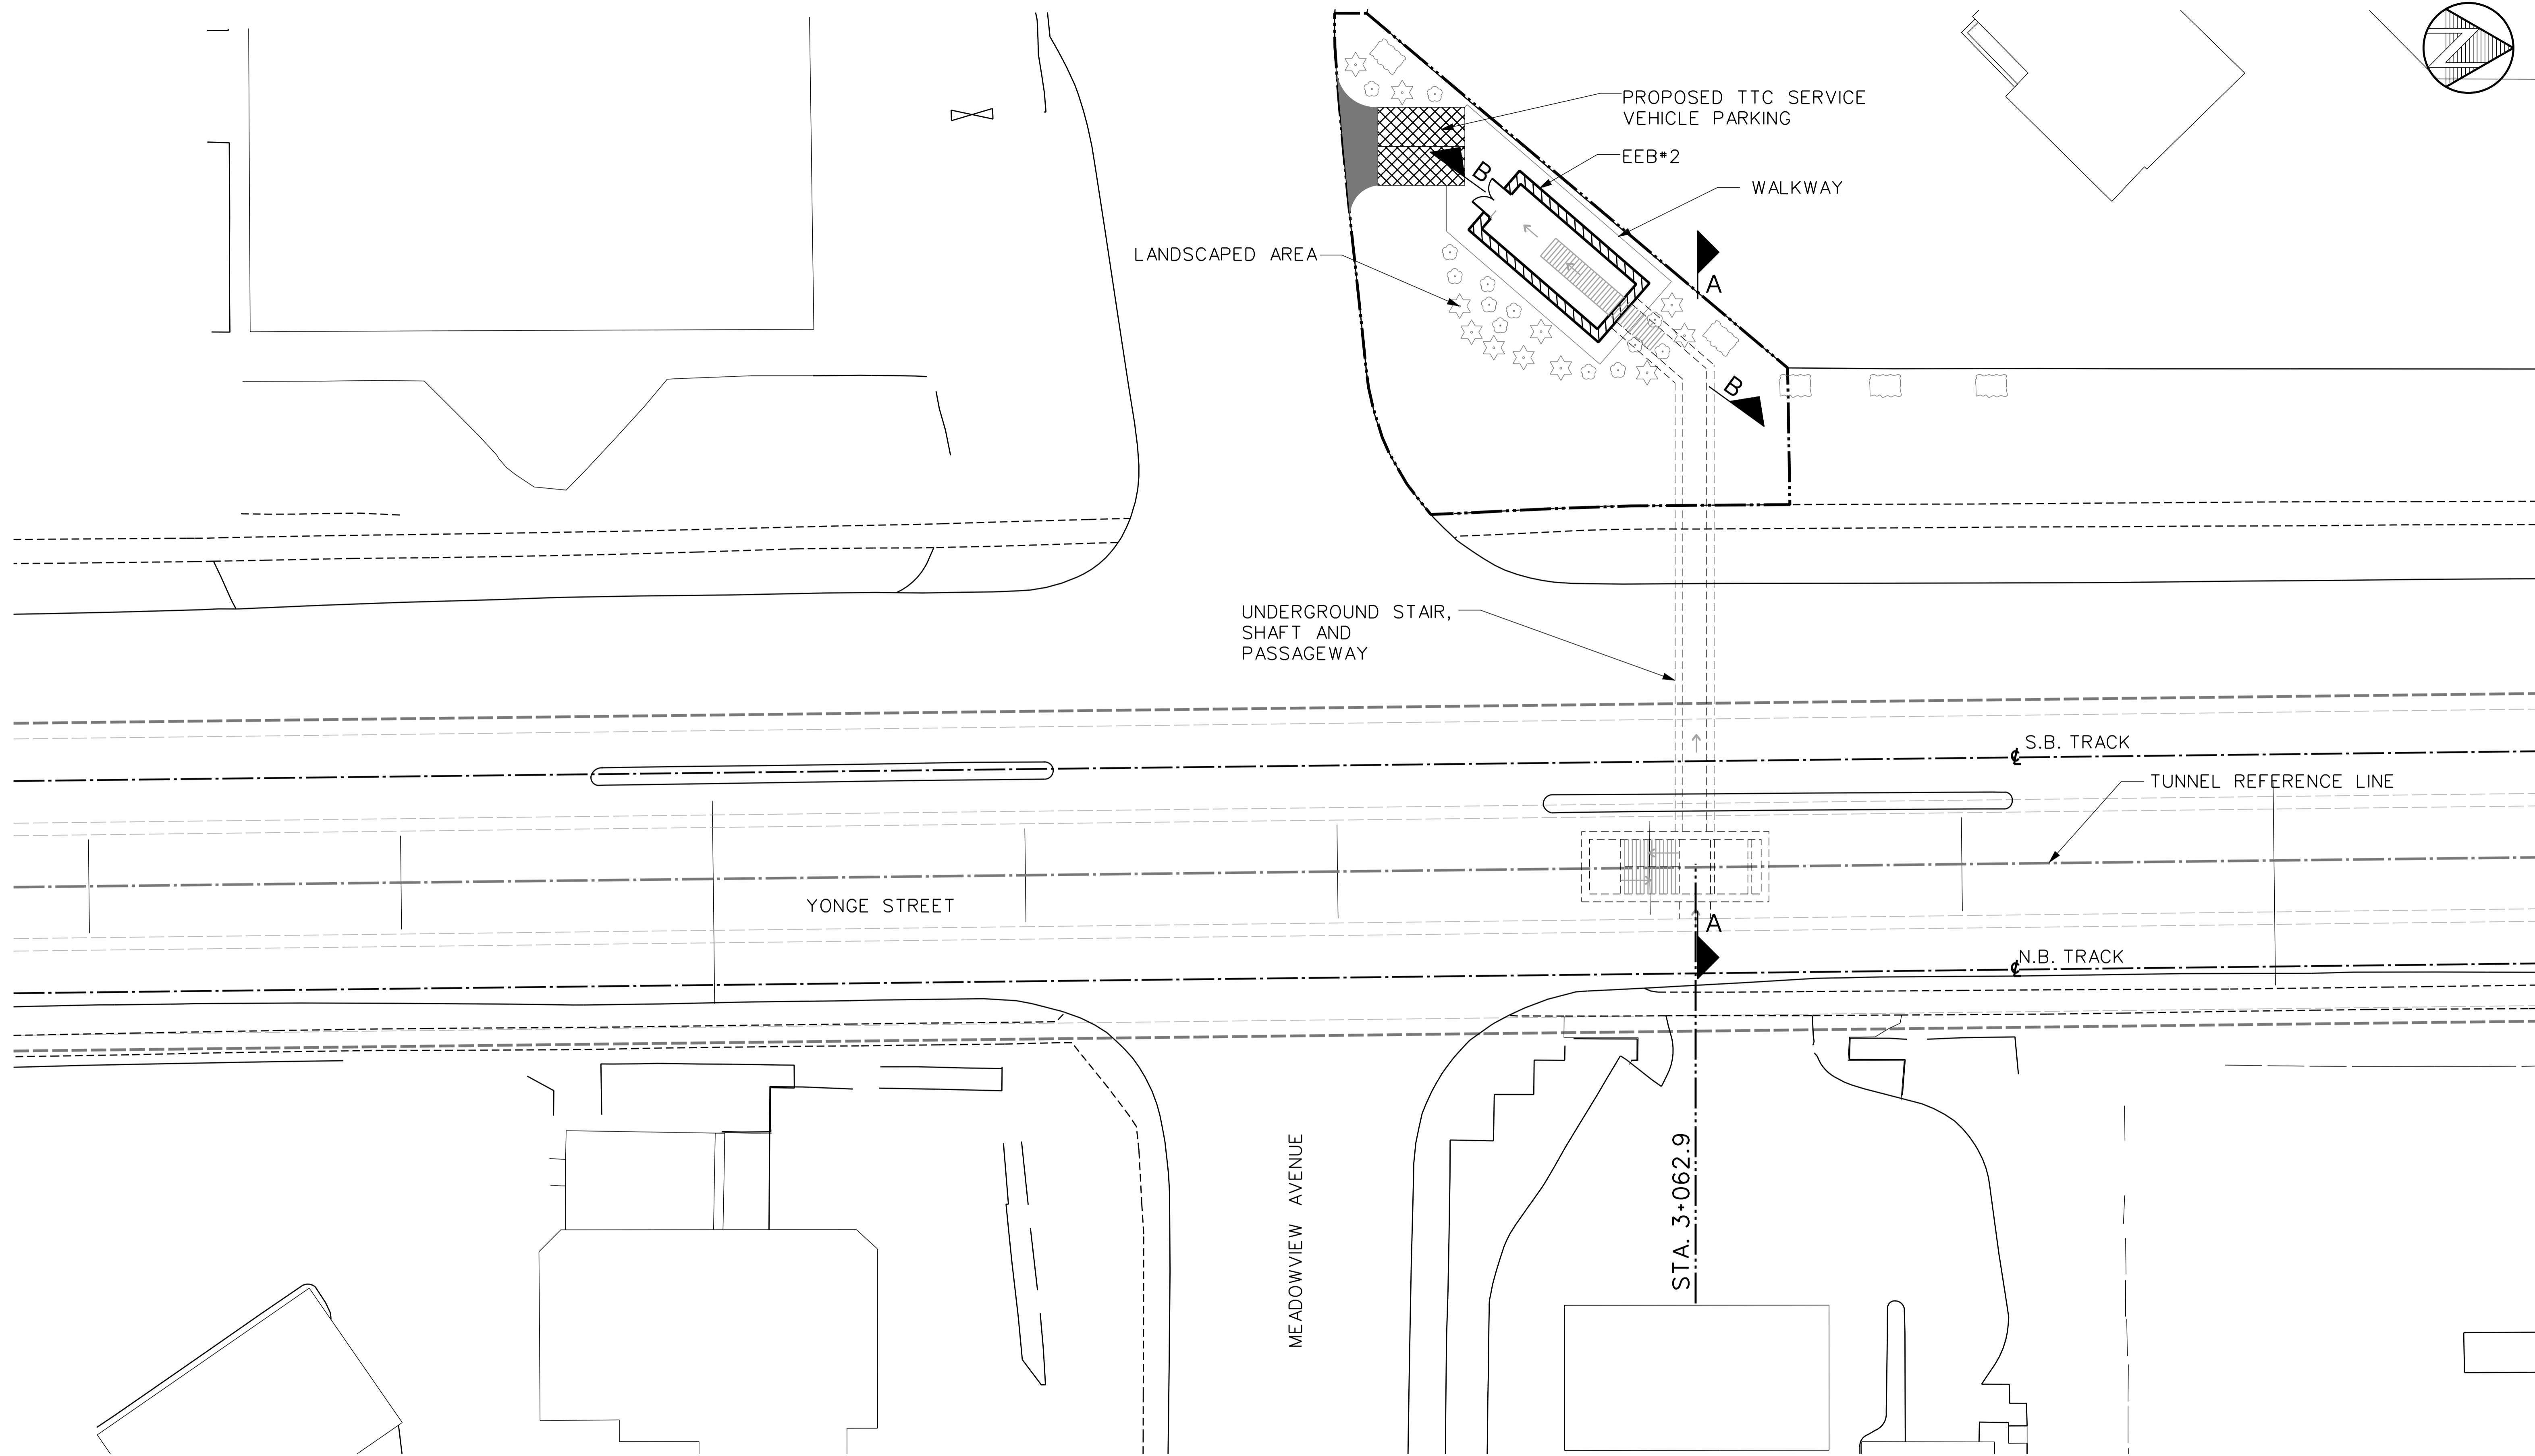 N
PROPOSED TTC SERVICE
VEHICLE PARKING
EEB#2
B
WALKWAY
LANDSCAPED AREA
A
B
UNDERGROUND STAIR,
SHAFT AND
PASSAGEWAY
℄ S.B. TRACK
TUNNEL REFERENCE LINE
YONGE STREET
A
℄ N.B. TRACK
MEADOWVIEW AVENUE
STA. 3+062.9